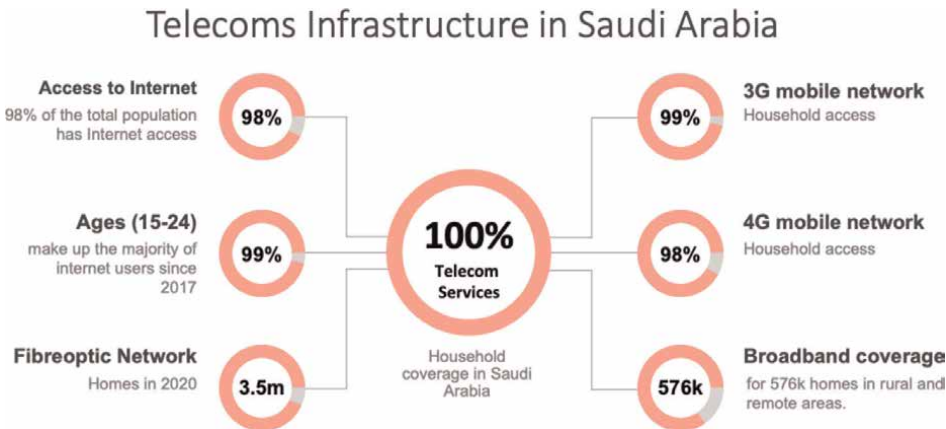 Telecoms Infrastructure in Saudi Arabia
Access to Internet
98% of the total population
has Internet access
98%
Ages (15-24)
make up the majority of
internet users since
2017
99%
Fibreoptic Network
Homes in 2020
3.5m
100%
Telecom
Services
Household
coverage in Saudi
Arabia
99%
3G mobile network
Household access
98%
4G mobile network
Household access
576k
Broadband coverage
for 576k homes in rural and
remote areas.